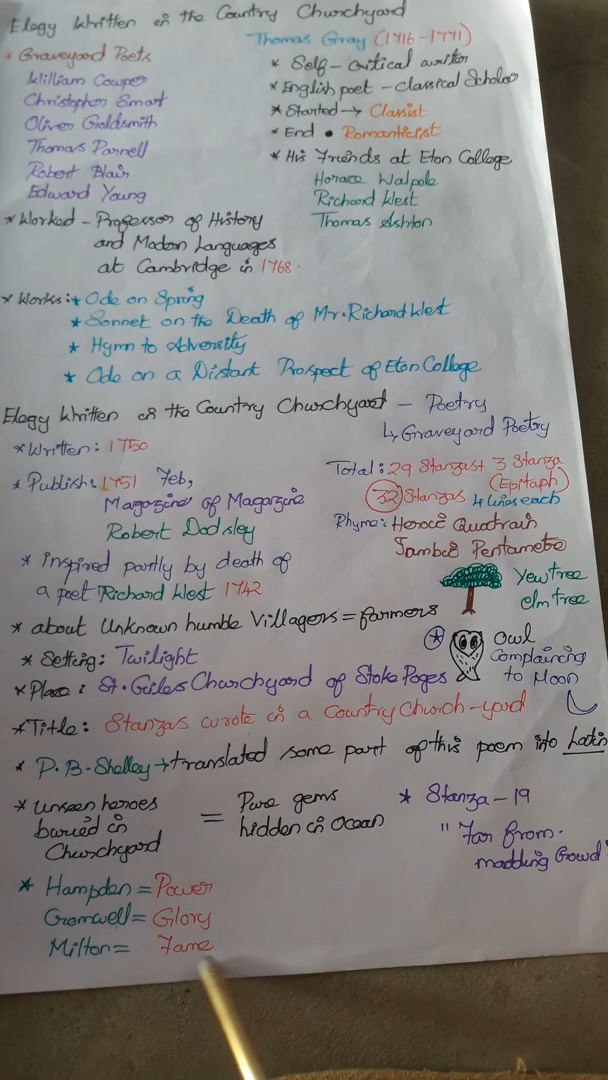 Elegy Written in the Country Churchyard
Thomas Gray (1716-1771)
* Graveyard Poets
William Cowper
Christopher Smart
Oliver Goldsmith
Thomas Parnell
Robert Blair
Edward Young
* Self-critical writer
* English poet - classical Scholar
* Started → Classist
* End • Romanticist
* His Friends at Eton College
Horace Walpole
Richard West
Thomas Ashton
* Worked - Professor of History
and Modern Languages
at Cambridge in 1768.
* Works: * Ode on Spring
* Sonnet on the Death of Mr. Richard West
* Hymn to Adversity
* Ode on a Distant Prospect of Eton College
Elegy Written in the Country Churchyard - Poetry
↳ Graveyard Poetry
* Written: 1750
* Publish: 1751 Feb,
Magazine of Magazine
Robert Dodsley
Total: 29 Stanzas + 3 Stanza
(Epitaph)
32 Stanzas 4 lines each
Rhyme: Heroic Quatrain
Iambic Pentameter
* inspired partly by death of
a poet Richard West 1742
Yew tree
elm tree
* about Unknown humble Villagers = farmers
* Setting: Twilight
* Place: St. Giles Churchyard of Stoke Poges
* Owl
Complaining
to Moon
* Title: Stanzas wrote in a Country Church-yard
* P.B. Shelley → translated some part of this poem into Latin
* Unseen heroes
buried in
Churchyard
= Pure gems
hidden in Ocean
* Stanza - 19
"Far from
madding Crowd"
* Hampden = Power
Cromwell = Glory
Milton = Fame